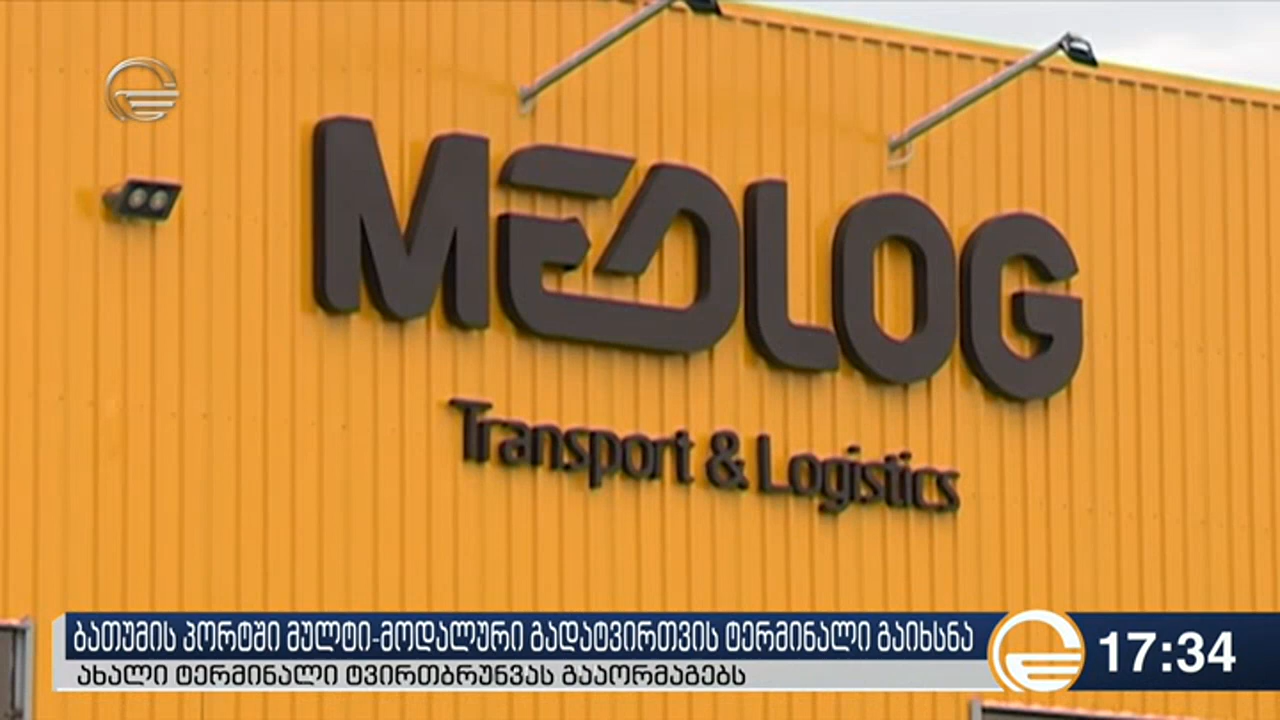 MEDLOG
Transport & Logistics
ბათუმის პორტში მულტი-მოდალური გადატვირთვის ტერმინალი გაიხსნა
ახალი ტერმინალი ტვირთბრუნვას გააორმაგებს
17:34